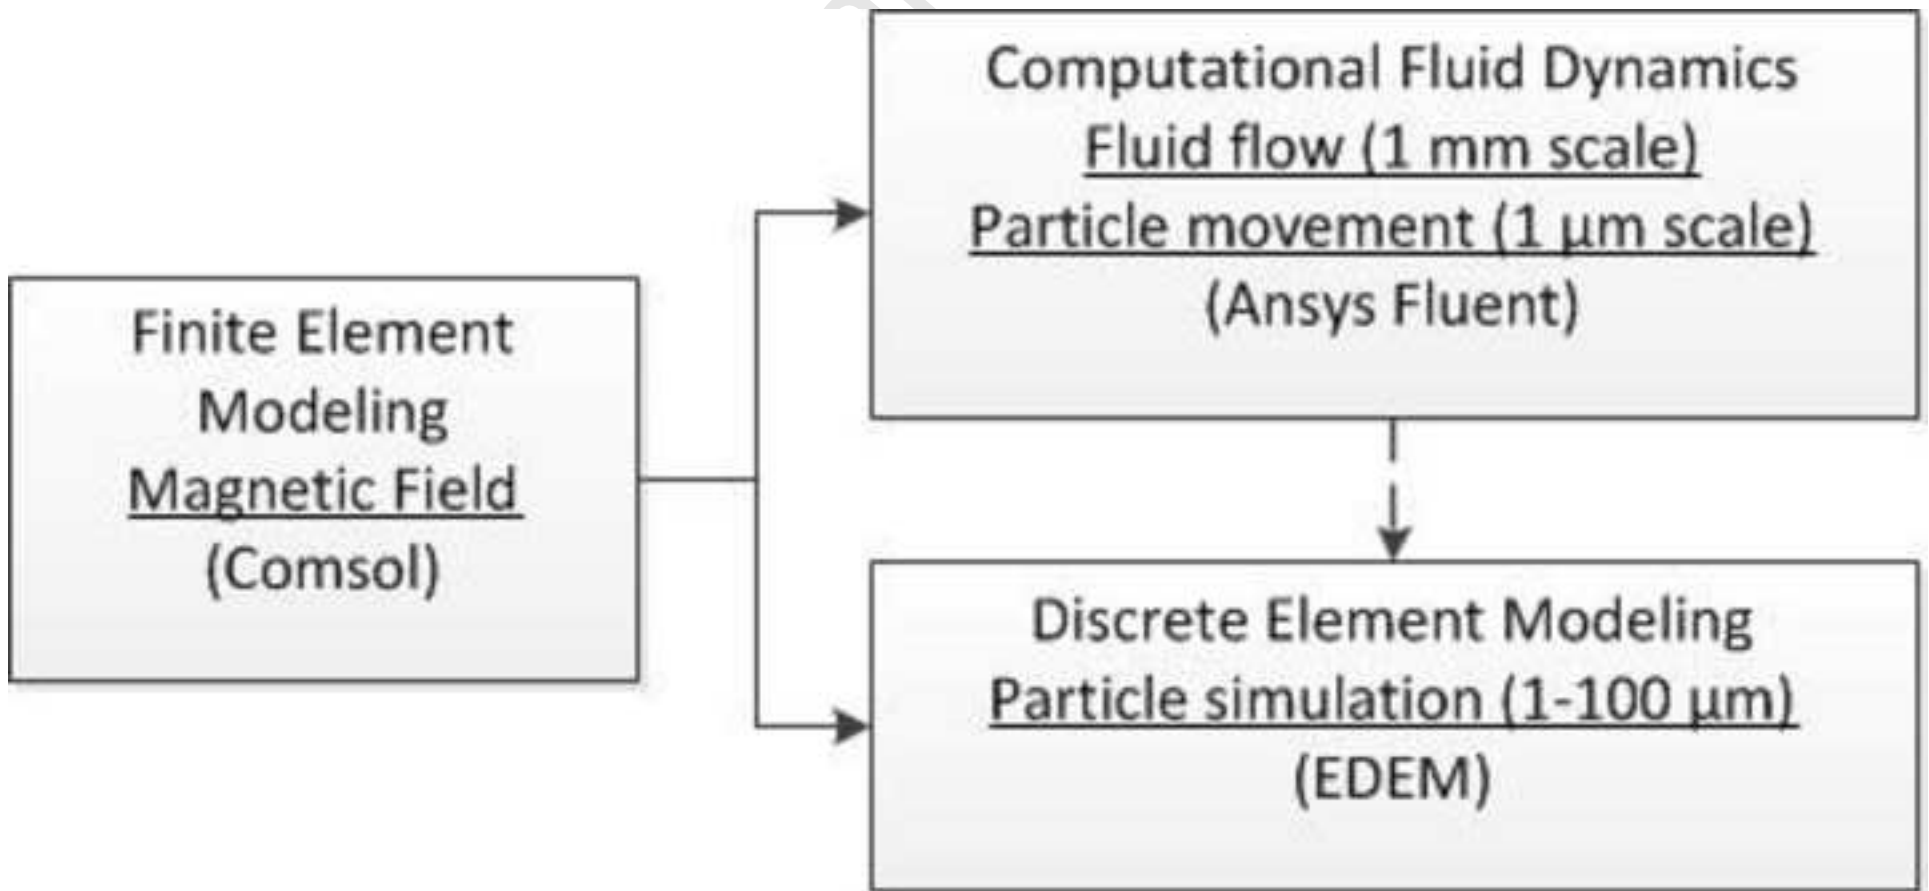 Computational Fluid Dynamics
Fluid flow (1 mm scale)
Particle movement (1 µm scale)
(Ansys Fluent)
Finite Element
Modeling
Magnetic Field
(Comsol)
Discrete Element Modeling
Particle simulation (1-100 µm)
(EDEM)